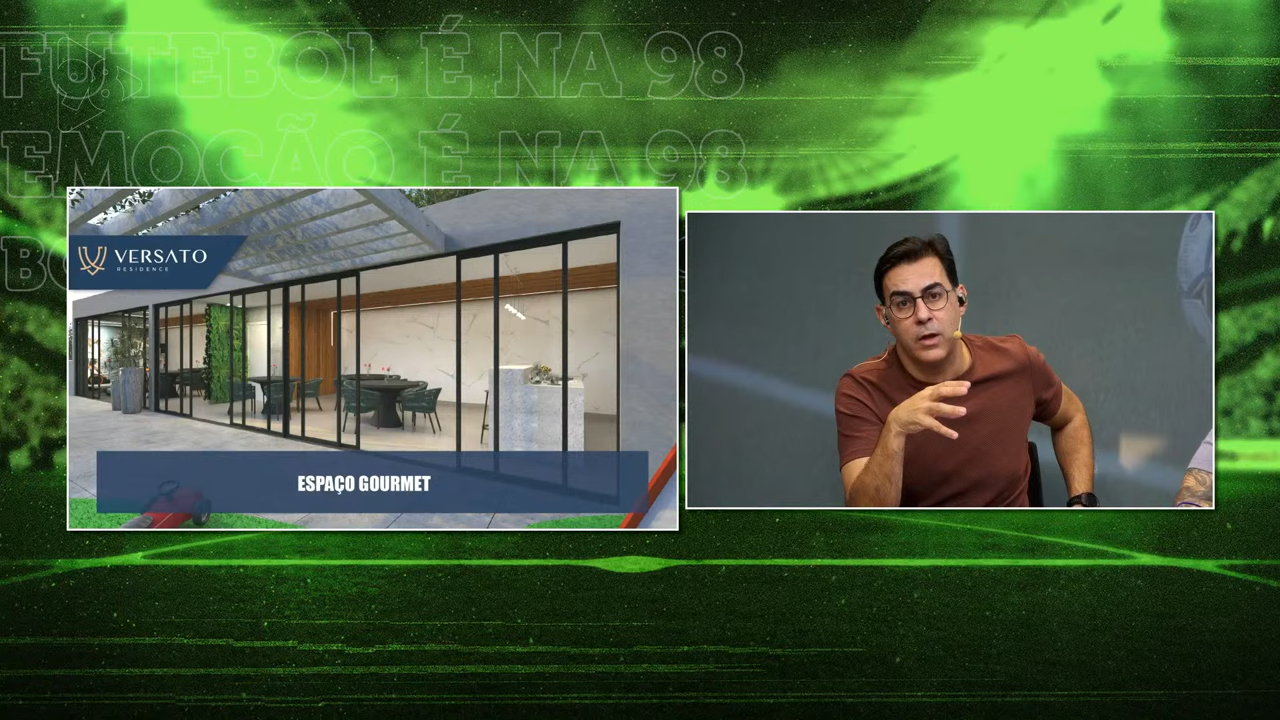 FUTEBOL É NA 98
EMOÇÃO É NA 98
VERSATO
RESIDENCE
ESPAÇO GOURMET